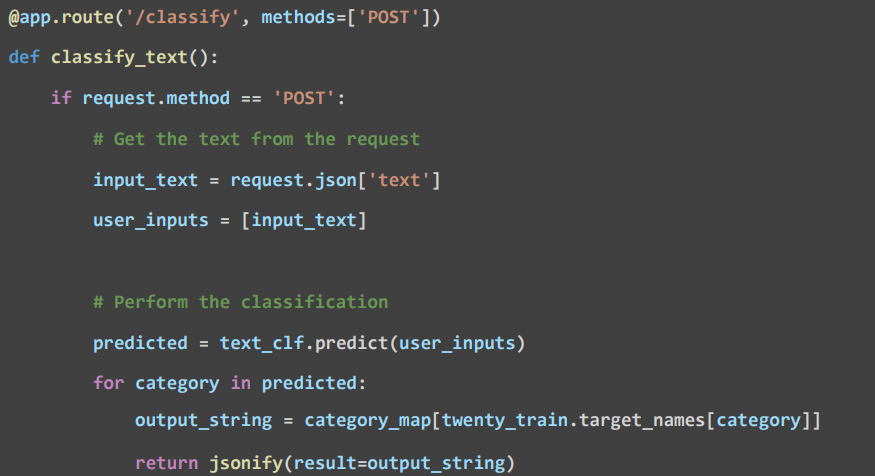 @app.route('/classify', methods=['POST'])
def classify_text():
    if request.method == 'POST':
        # Get the text from the request
        input_text = request.json['text']
        user_inputs = [input_text]

        # Perform the classification
        predicted = text_clf.predict(user_inputs)
        for category in predicted:
            output_string = category_map[twenty_train.target_names[category]]
            return jsonify(result=output_string)